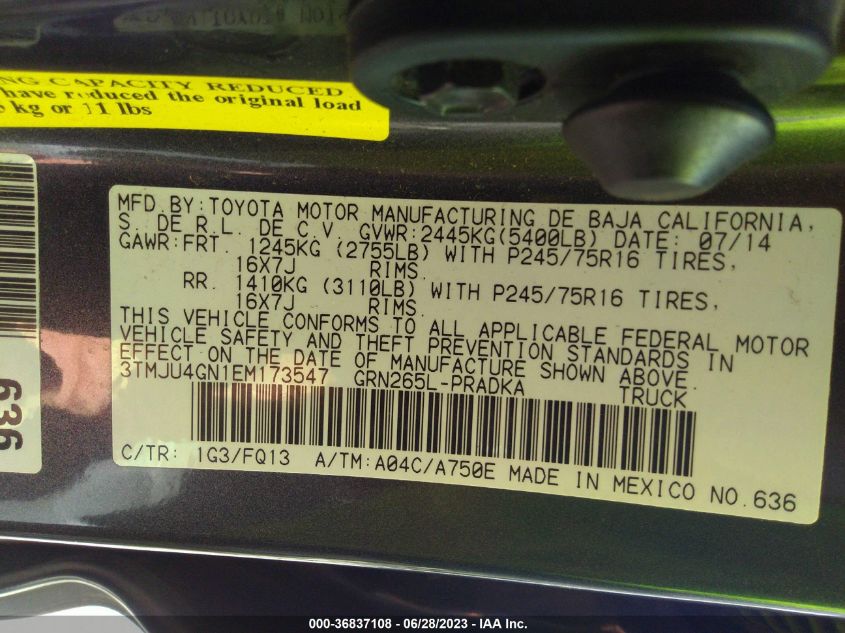 NG CAPACITY REDUCED
have reduced the original load
kg or 11 lbs
MFD BY: TOYOTA MOTOR MANUFACTURING DE BAJA CALIFORNIA,
S. DE R.L. DE C.V. GVWR:2445KG(5400LB) DATE: 07/14
GAWR:FRT. 1245KG (2755LB) WITH P245/75R16 TIRES,
16X7J RIMS.
RR. 1410KG (3110LB) WITH P245/75R16 TIRES,
16X7J RIMS.
THIS VEHICLE CONFORMS TO ALL APPLICABLE FEDERAL MOTOR
VEHICLE SAFETY AND THEFT PREVENTION STANDARDS IN
EFFECT ON THE DATE OF MANUFACTURE SHOWN ABOVE.
3TMJU4GN1EM173547 GRN265L-PRADKA TRUCK
C/TR: 1G3/FQ13 A/TM:A04C/A750E MADE IN MEXICO NO.636
636
000-36837108 - 06/28/2023 - IAA Inc.